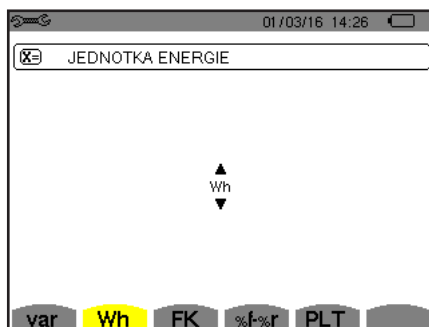 01/03/16 14:26
X= JEDNOTKA ENERGIE
Wh
var Wh FK %f-%r PLT